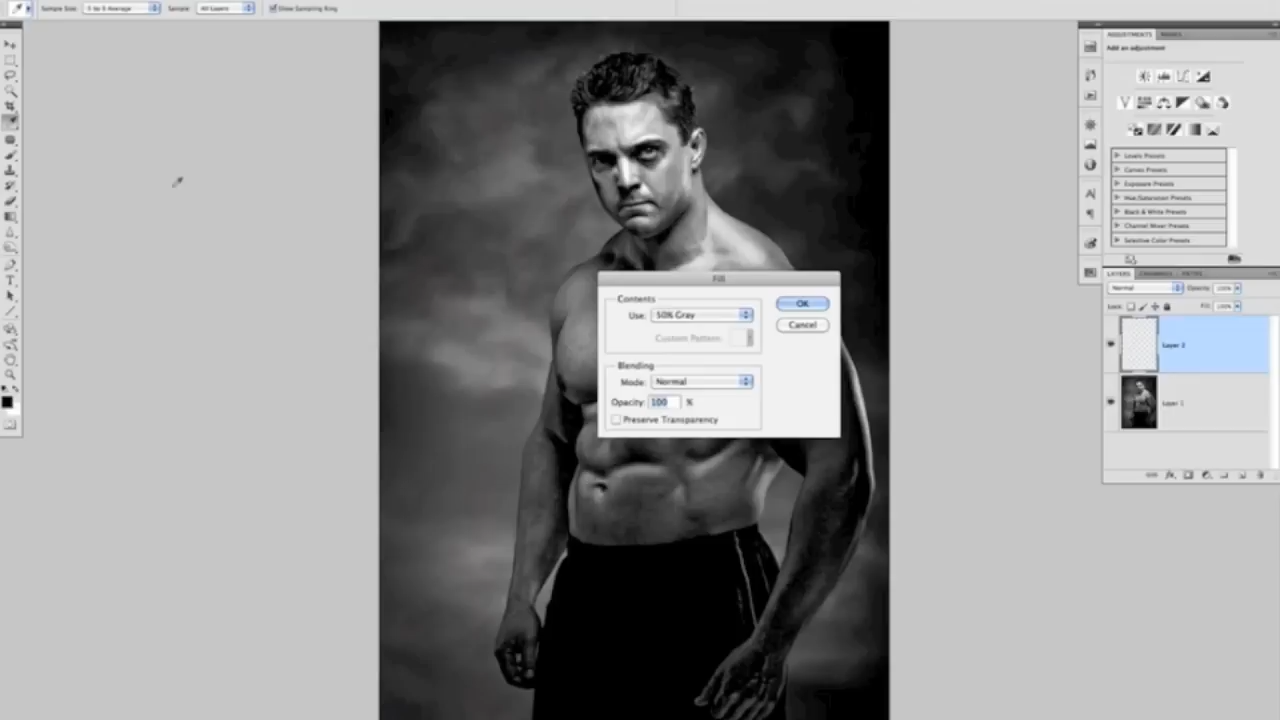 Sample Size: 5 by 5 Average Sample: All Layers Show Sampling Ring
ADJUSTMENTS MASKS
Add an adjustment
Levels Presets
Curves Presets
Exposure Presets
Hue/Saturation Presets
Black & White Presets
Channel Mixer Presets
Selective Color Presets
Fill
Contents
Use: 50% Gray
Custom Pattern:
OK
Cancel
Blending
Mode: Normal
Opacity: 100 %
Preserve Transparency
LAYERS CHANNELS PATHS
Normal Opacity: 100%
Lock: Fill: 100%
Layer 2
Layer 1